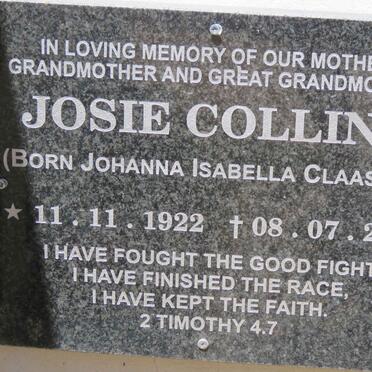 IN LOVING MEMORY OF OUR MOTHE
GRANDMOTHER AND GREAT GRANDMO
JOSIE COLLIN
(BORN JOHANNA ISABELLA CLAAS
★ 11.11.1922 † 08.07.2
I HAVE FOUGHT THE GOOD FIGHT
I HAVE FINISHED THE RACE,
I HAVE KEPT THE FAITH.
2 TIMOTHY 4.7